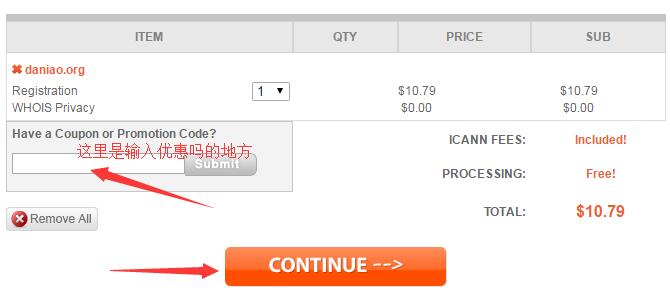 ITEM QTY PRICE SUB
daniao.org
Registration 1 $10.79 $10.79
WHOIS Privacy $0.00 $0.00
Have a Coupon or Promotion Code?
这里是输入优惠吗的地方
Submit
ICANN FEES: Included!
PROCESSING: Free!
Remove All
TOTAL: $10.79
CONTINUE -->